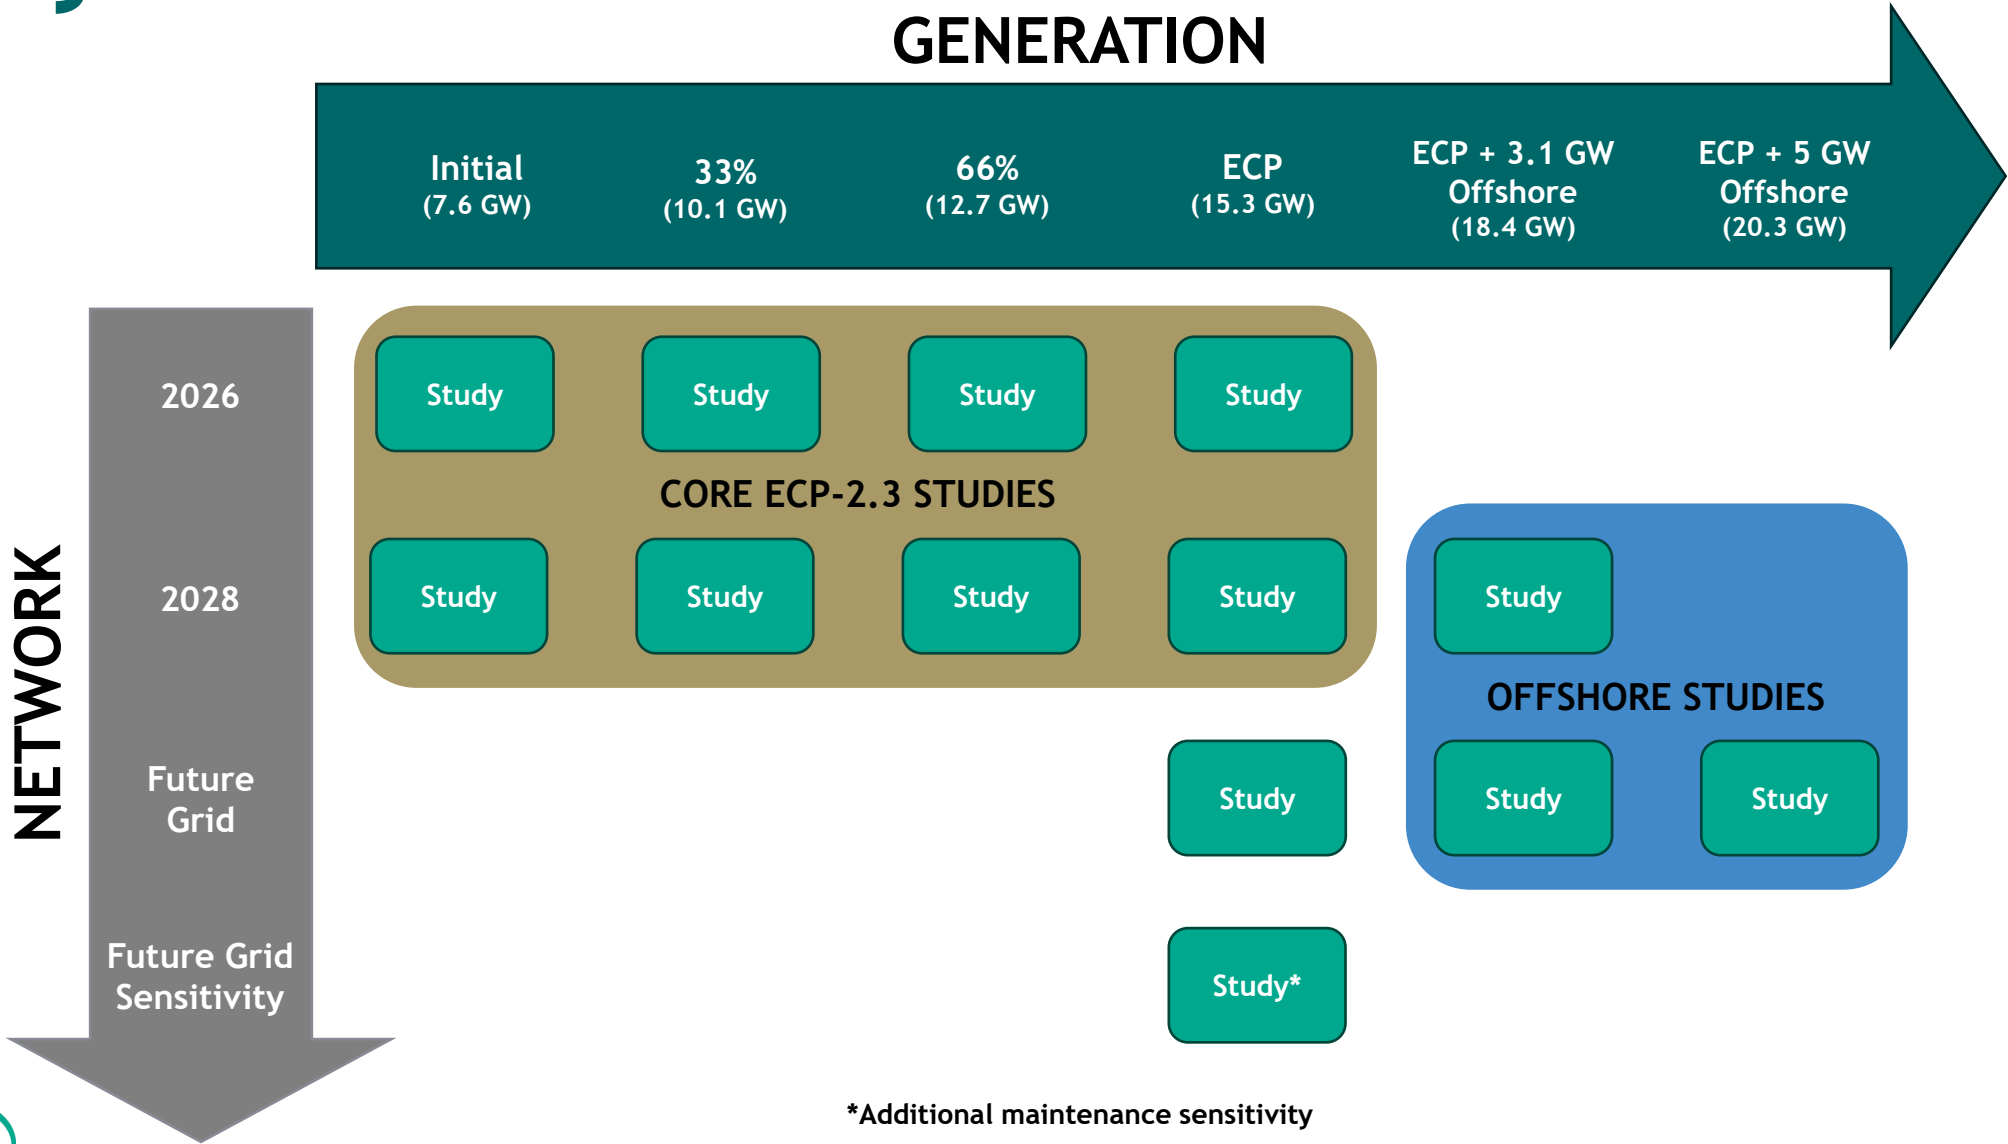 GENERATION
Initial
(7.6 GW)
33%
(10.1 GW)
66%
(12.7 GW)
ECP
(15.3 GW)
ECP + 3.1 GW
Offshore
(18.4 GW)
ECP + 5 GW
Offshore
(20.3 GW)
NETWORK
2026
Study
Study
Study
Study
CORE ECP-2.3 STUDIES
2028
Study
Study
Study
Study
Study
OFFSHORE STUDIES
Future
Grid
Study
Study
Study
Future Grid
Sensitivity
Study*
*Additional maintenance sensitivity